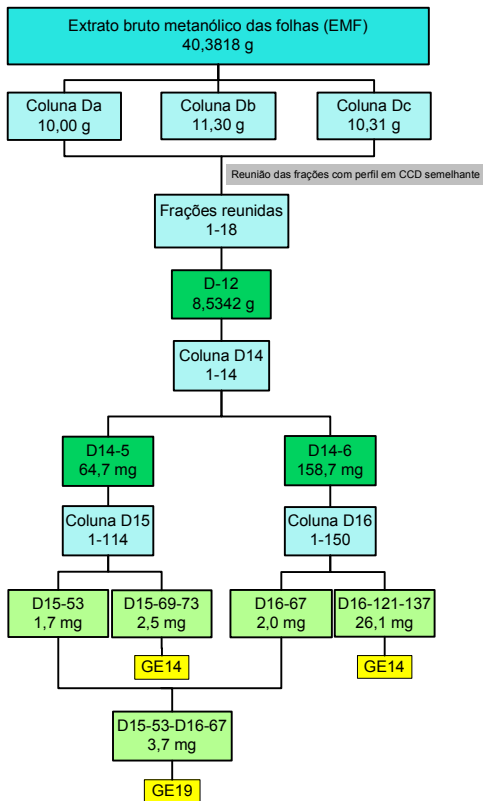 Extrato bruto metanólico das folhas (EMF)
40,3818 g
Coluna Da
10,00 g
Coluna Db
11,30 g
Coluna Dc
10,31 g
Reunião das frações com perfil em CCD semelhante
Frações reunidas
1-18
D-12
8,5342 g
Coluna D14
1-14
D14-5
64,7 mg
D14-6
158,7 mg
Coluna D15
1-114
Coluna D16
1-150
D15-53
1,7 mg
D15-69-73
2,5 mg
D16-67
2,0 mg
D16-121-137
26,1 mg
GE14
GE14
D15-53-D16-67
3,7 mg
GE19